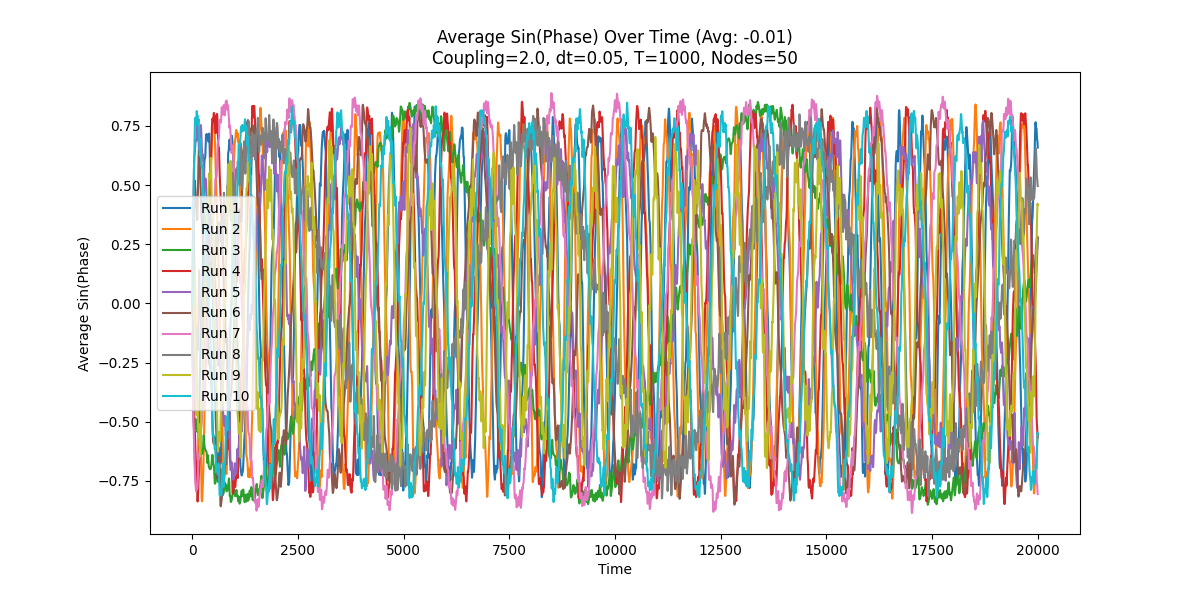 Average Sin(Phase) Over Time (Avg: -0.01)
Coupling=2.0, dt=0.05, T=1000, Nodes=50
Average Sin(Phase)
0.75
0.50
0.25
0.00
−0.25
−0.50
−0.75
Run 1
Run 2
Run 3
Run 4
Run 5
Run 6
Run 7
Run 8
Run 9
Run 10
0
2500
5000
7500
10000
12500
15000
17500
20000
Time